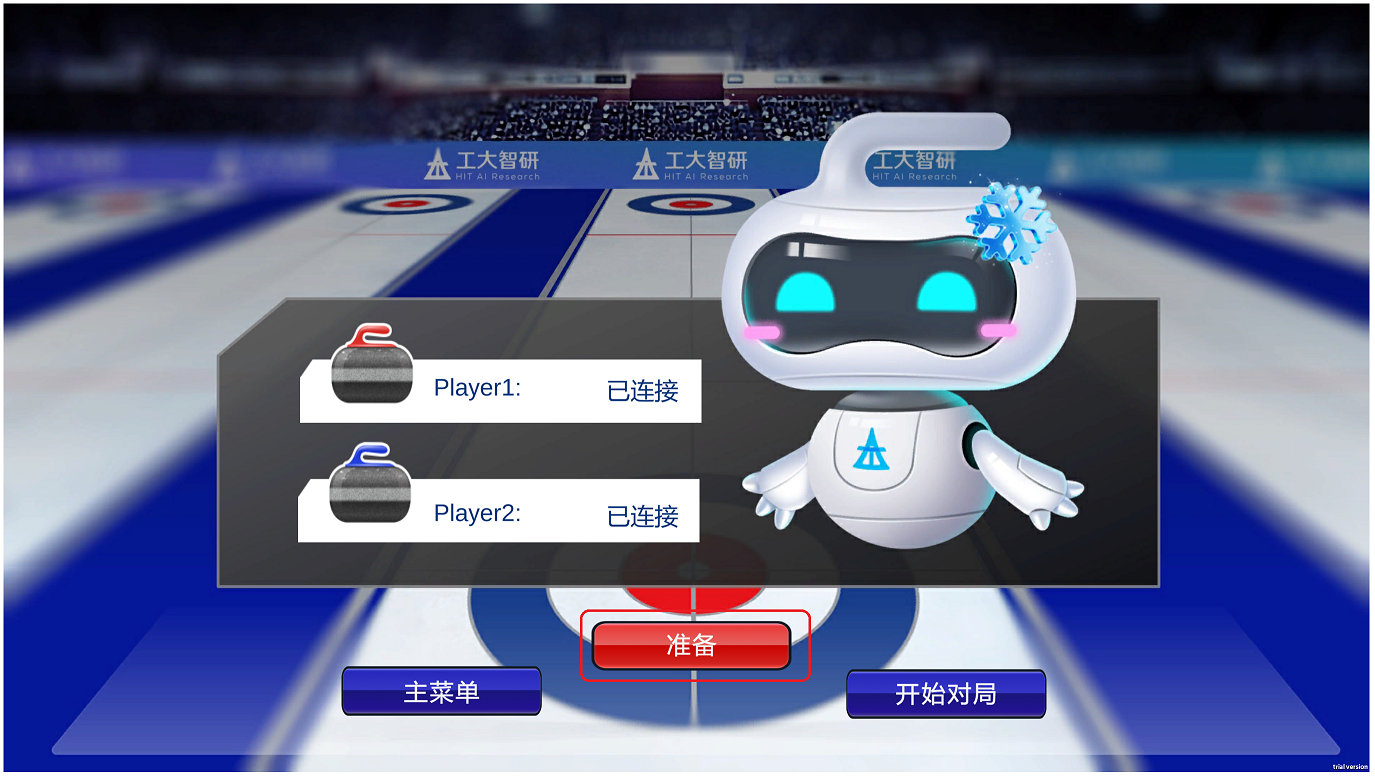 工大智研
HIT AI Research
工大智研
HIT AI Research
工大智研
HIT AI Research
Player1: 已连接
Player2: 已连接
准备
主菜单
开始对局
trial version